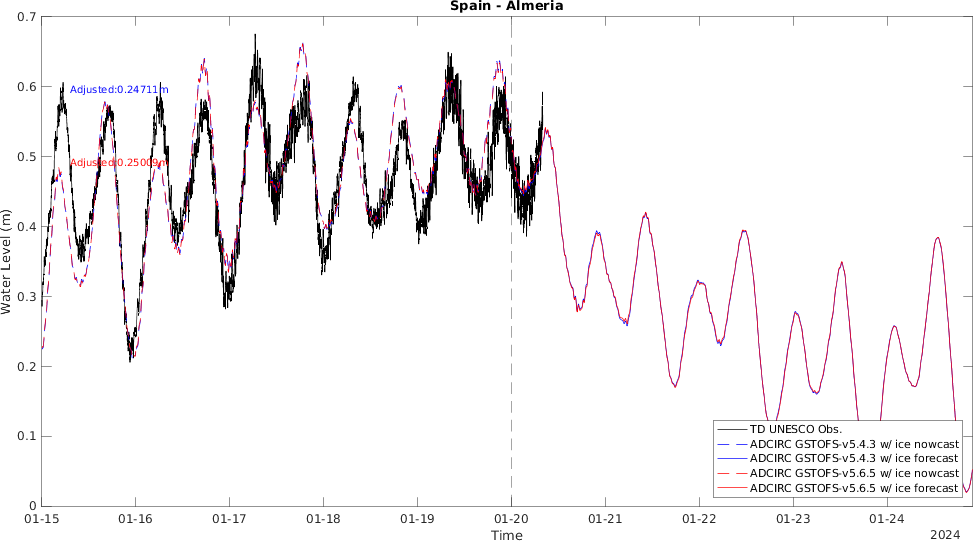 Spain - Almeria
0.7
0.6
0.5
0.4
0.3
0.2
0.1
0
Water Level (m)
Adjusted:0.24711m
Adjusted:0.25009m
TD UNESCO Obs.
ADCIRC GSTOFS-v5.4.3 w/ ice nowcast
ADCIRC GSTOFS-v5.4.3 w/ ice forecast
ADCIRC GSTOFS-v5.6.5 w/ ice nowcast
ADCIRC GSTOFS-v5.6.5 w/ ice forecast
01-15 01-16 01-17 01-18 01-19 01-20 01-21 01-22 01-23 01-24
Time
2024